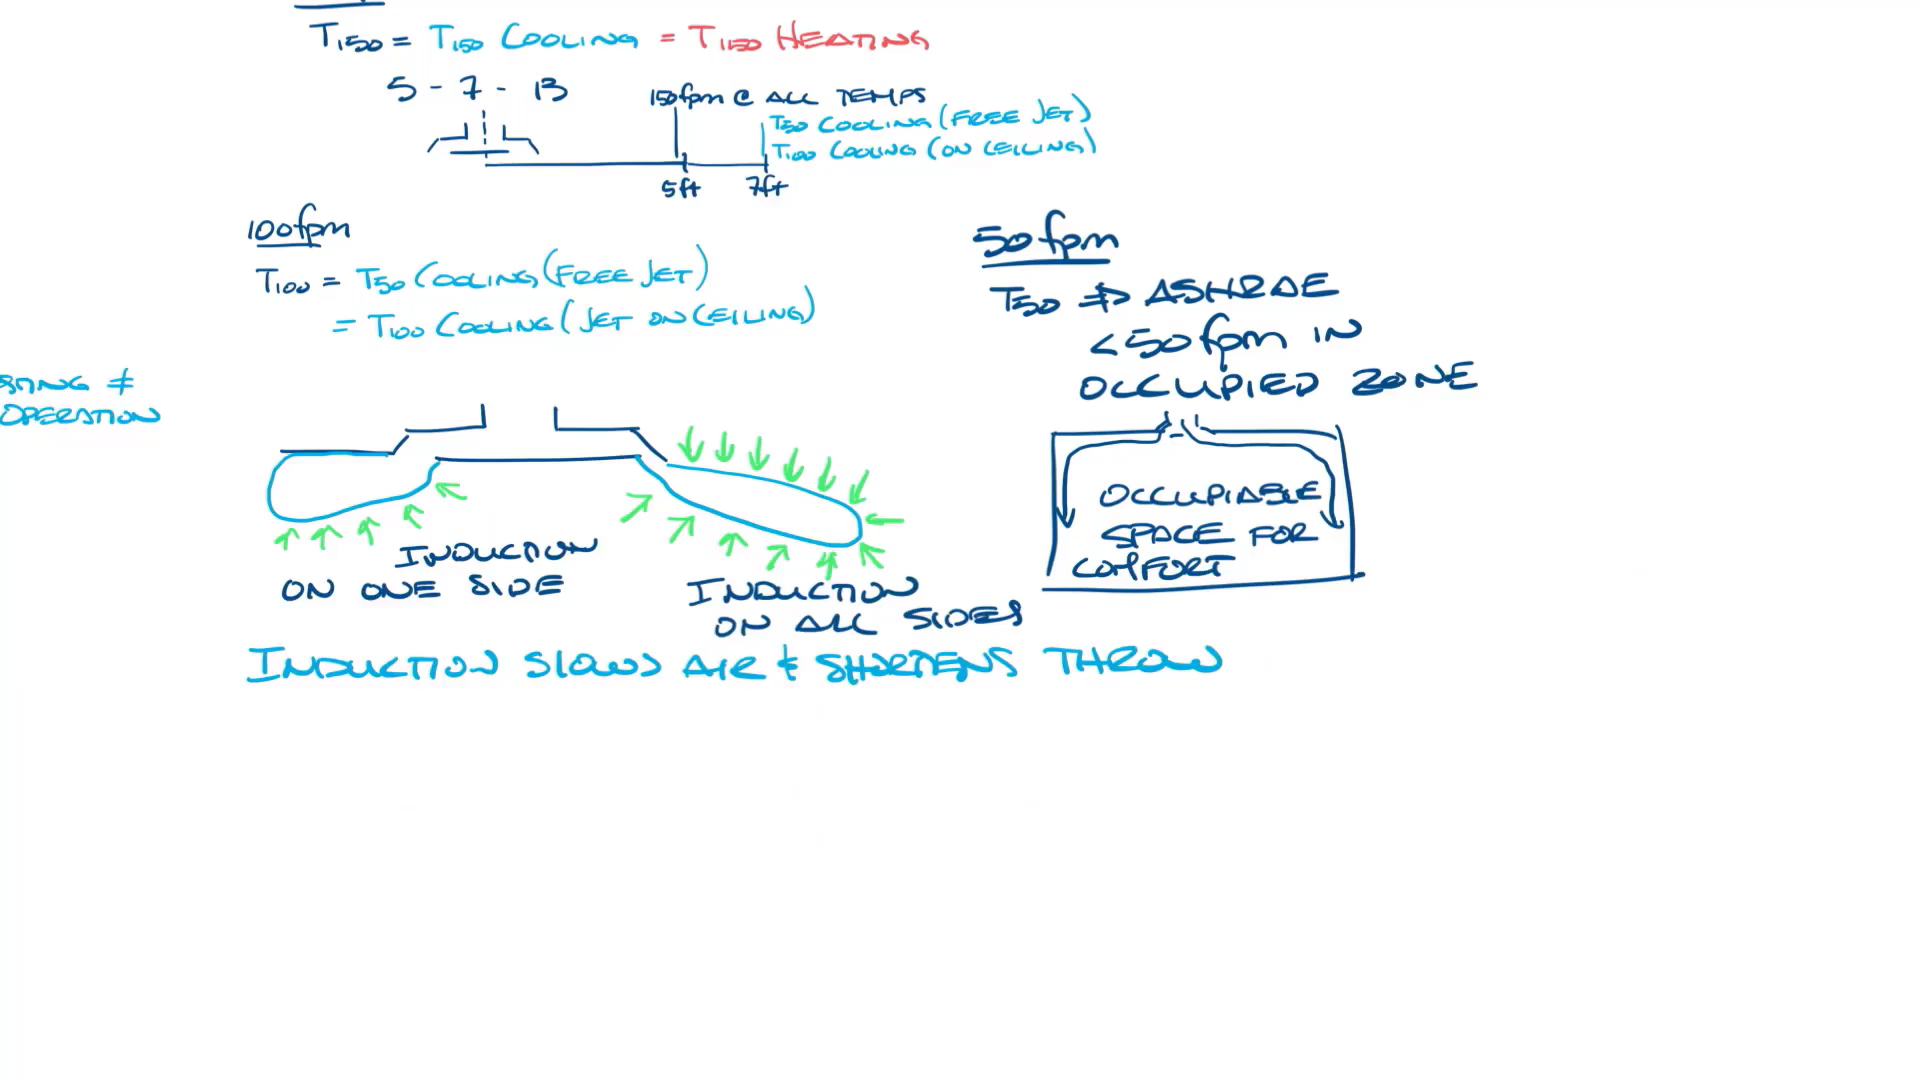 T150 = T150 COOLING = T150 HEATING
5 - 7 - 13
150fpm @ ALL TEMPS
T50 COOLING (FREE JET)
T100 COOLING (ON CEILING)
5ft 7ft
100fpm
T100 = T50 COOLING (FREE JET)
= T100 COOLING (JET ON CEILING)
50fpm
T50 ⇒ ASHRAE
<50fpm IN
OCCUPIED ZONE
≠
OPERATION
INDUCTION
ON ONE SIDE
INDUCTION
ON ALL SIDES
OCCUPIABLE
SPACE FOR
COMFORT
INDUCTION SLOWS AIR & SHORTENS THROW